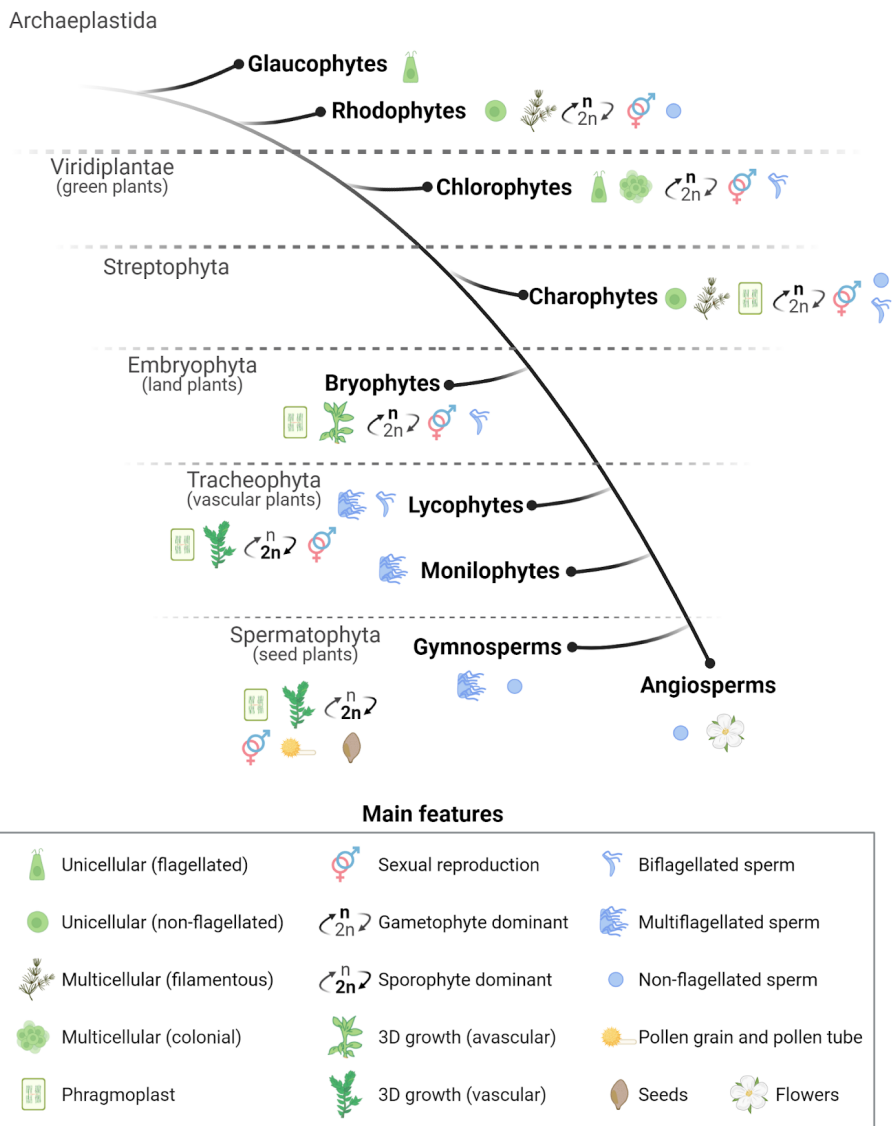 Archaeplastida
Glaucophytes
Rhodophytes
n
2n
Viridiplantae
(green plants)
Chlorophytes
n
2n
Streptophyta
Charophytes
n
2n
Embryophyta
(land plants)
Bryophytes
n
2n
Tracheophyta
(vascular plants)
Lycophytes
n
2n
Monilophytes
Spermatophyta
(seed plants)
Gymnosperms
Angiosperms
n
2n
Main features
Unicellular (flagellated)
Sexual reproduction
Biflagellated sperm
Unicellular (non-flagellated)
n
2n
Gametophyte dominant
Multiflagellated sperm
Multicellular (filamentous)
n
2n
Sporophyte dominant
Non-flagellated sperm
Multicellular (colonial)
3D growth (avascular)
Pollen grain and pollen tube
Phragmoplast
3D growth (vascular)
Seeds
Flowers